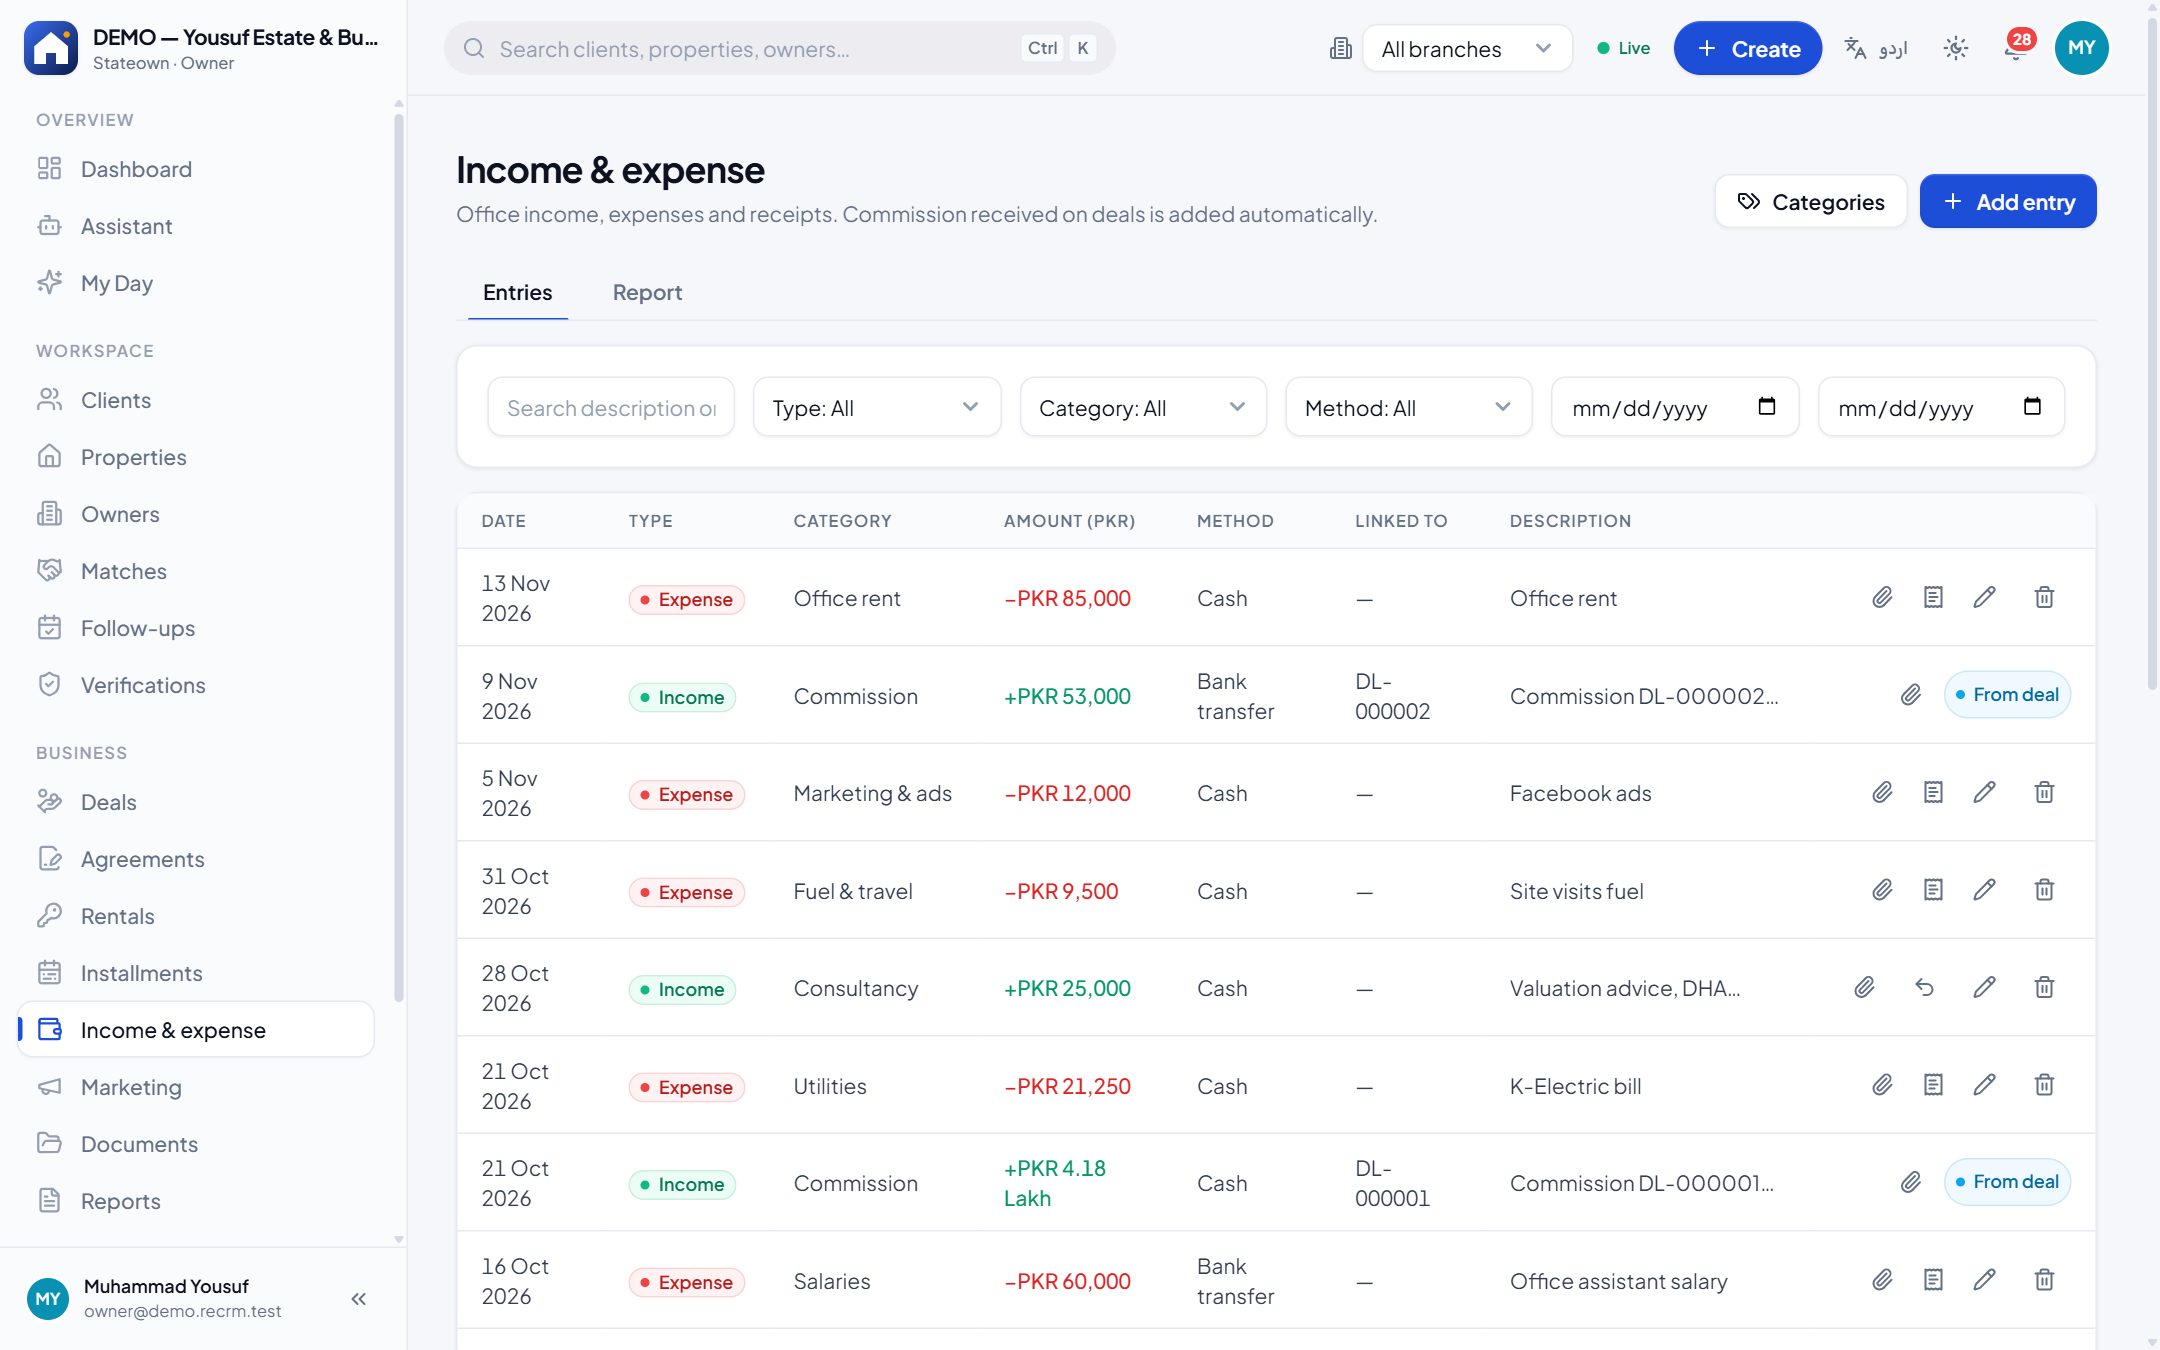 DEMO — Yousuf Estate & Bu...
Stateown · Owner
OVERVIEW
Dashboard
Assistant
My Day
WORKSPACE
Clients
Properties
Owners
Matches
Follow-ups
Verifications
BUSINESS
Deals
Agreements
Rentals
Installments
Income & expense
Marketing
Documents
Reports
MY
Muhammad Yousuf
owner@demo.recrm.test
Search clients, properties, owners...
Ctrl K
All branches
Live
Create
اردو
28
MY
Income & expense
Office income, expenses and receipts. Commission received on deals is added automatically.
Categories
Add entry
Entries Report
Search description or
Type: All
Category: All
Method: All
mm/dd/yyyy
mm/dd/yyyy
DATE TYPE CATEGORY AMOUNT (PKR) METHOD LINKED TO DESCRIPTION
13 Nov 2026 Expense Office rent −PKR 85,000 Cash — Office rent
9 Nov 2026 Income Commission +PKR 53,000 Bank transfer DL-000002 Commission DL-000002... From deal
5 Nov 2026 Expense Marketing & ads −PKR 12,000 Cash — Facebook ads
31 Oct 2026 Expense Fuel & travel −PKR 9,500 Cash — Site visits fuel
28 Oct 2026 Income Consultancy +PKR 25,000 Cash — Valuation advice, DHA...
21 Oct 2026 Expense Utilities −PKR 21,250 Cash — K-Electric bill
21 Oct 2026 Income Commission +PKR 4.18 Lakh Cash DL-000001 Commission DL-000001... From deal
16 Oct 2026 Expense Salaries −PKR 60,000 Bank transfer — Office assistant salary